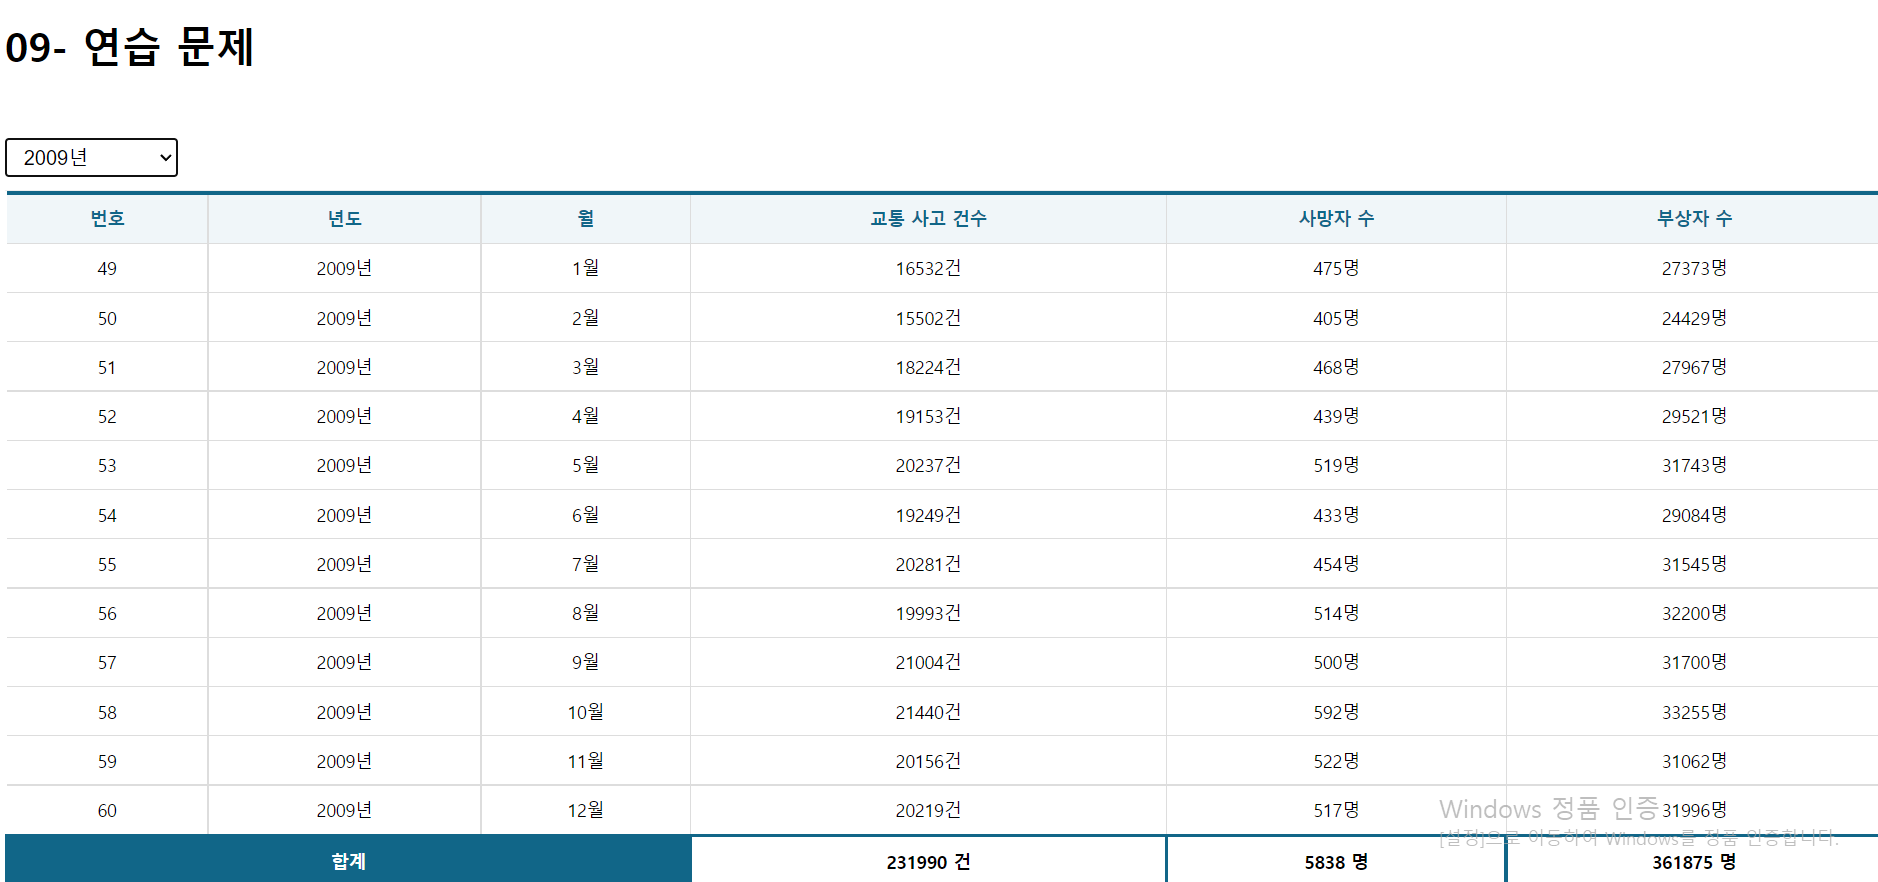 09- 연습 문제
2009년
번호 년도 월 교통 사고 건수 사망자 수 부상자 수
49 2009년 1월 16532건 475명 27373명
50 2009년 2월 15502건 405명 24429명
51 2009년 3월 18224건 468명 27967명
52 2009년 4월 19153건 439명 29521명
53 2009년 5월 20237건 519명 31743명
54 2009년 6월 19249건 433명 29084명
55 2009년 7월 20281건 454명 31545명
56 2009년 8월 19993건 514명 32200명
57 2009년 9월 21004건 500명 31700명
58 2009년 10월 21440건 592명 33255명
59 2009년 11월 20156건 522명 31062명
60 2009년 12월 20219건 517명 31996명
Windows 정품 인증
[설정]으로 이동하여 Windows를 정품 인증합니다.
합계 231990 건 5838 명 361875 명